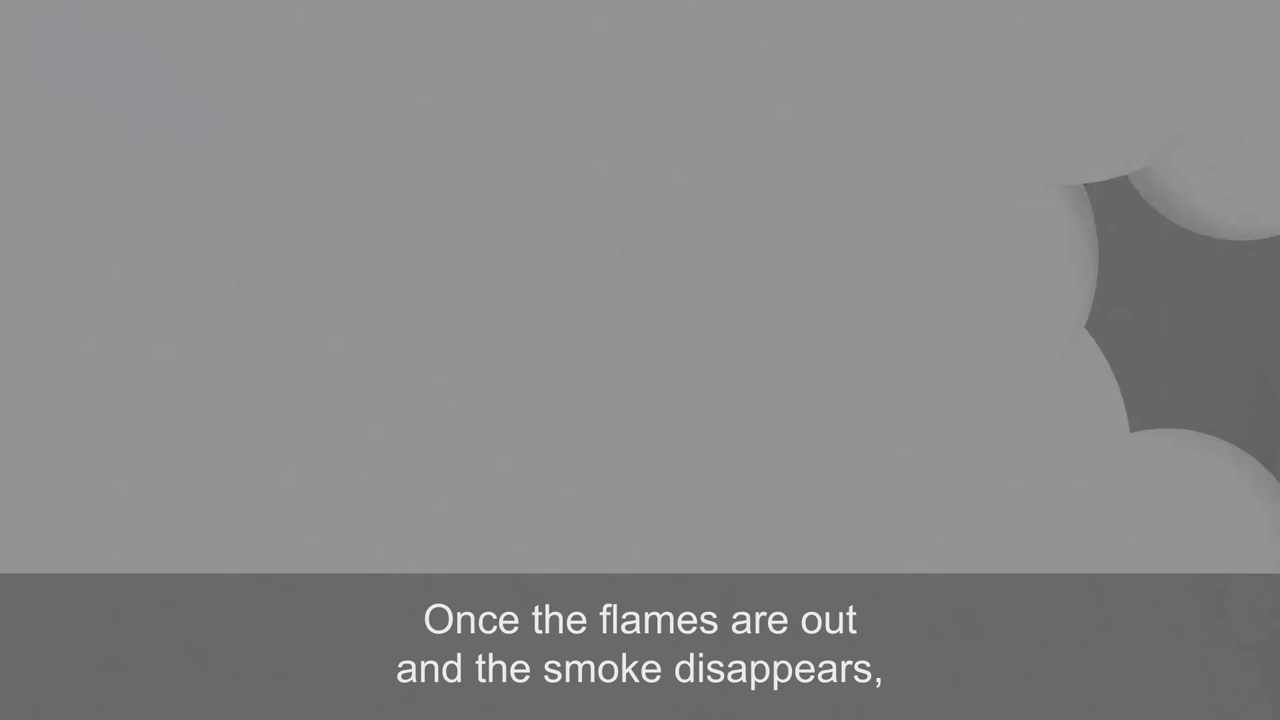 Once the flames are out
and the smoke disappears,